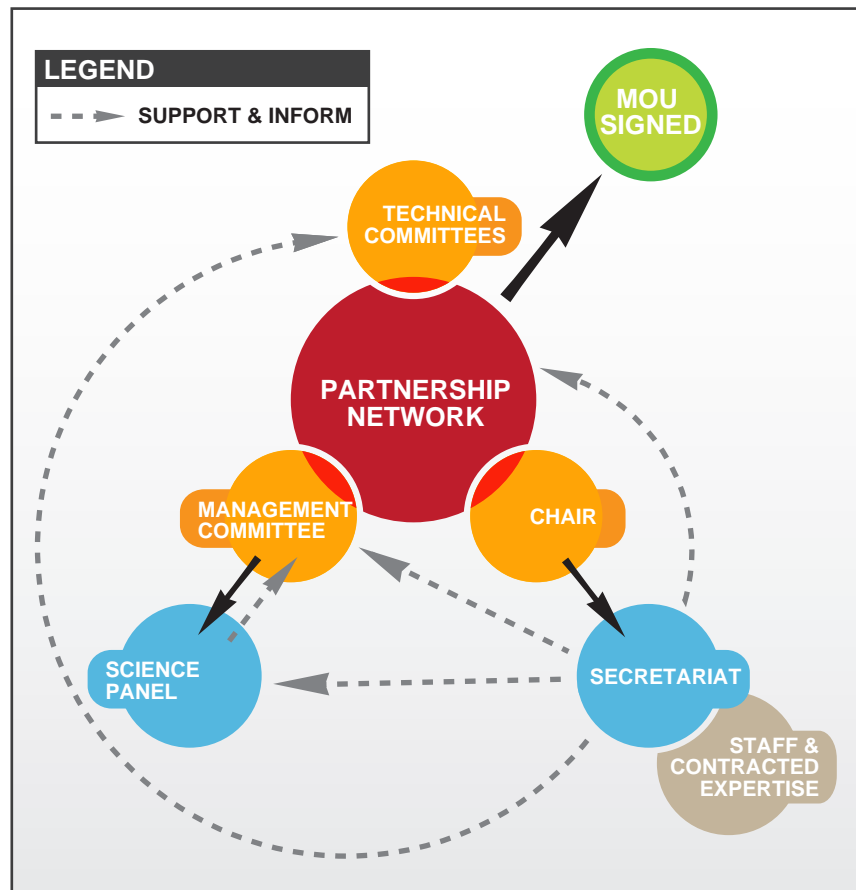 LEGEND
SUPPORT & INFORM
MOU
SIGNED
TECHNICAL
COMMITTEES
PARTNERSHIP
NETWORK
MANAGEMENT
COMMITTEE
CHAIR
SCIENCE
PANEL
SECRETARIAT
STAFF &
CONTRACTED
EXPERTISE